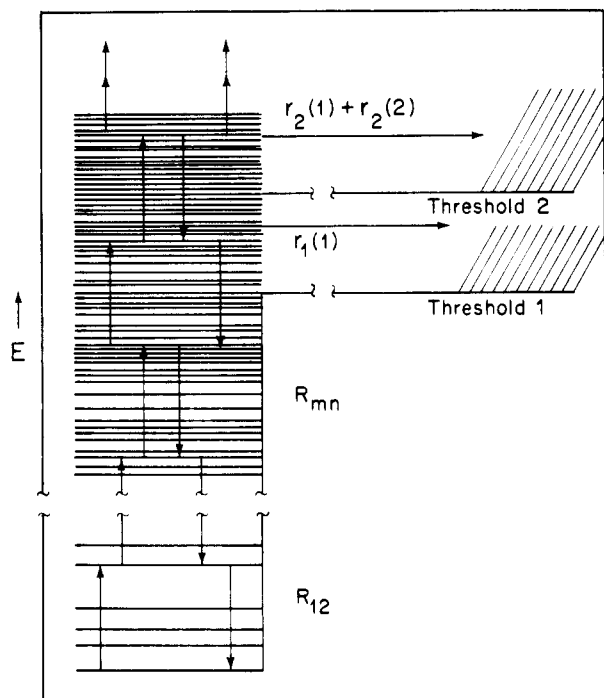 r₂(1) + r₂(2)
Threshold 2
r₁(1)
Threshold 1
E
Rₘₙ
R₁₂